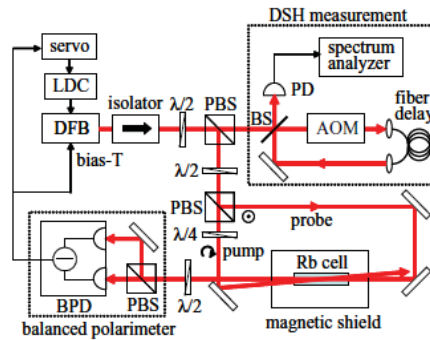 DSH measurement
servo
spectrum
analyzer
LDC
isolator
λ/2
PBS
PD
fiber
delay
BS
DFB
AOM
bias-T
λ/2
PBS
probe
λ/4
pump
Rb cell
BPD
PBS
λ/2
magnetic shield
balanced polarimeter